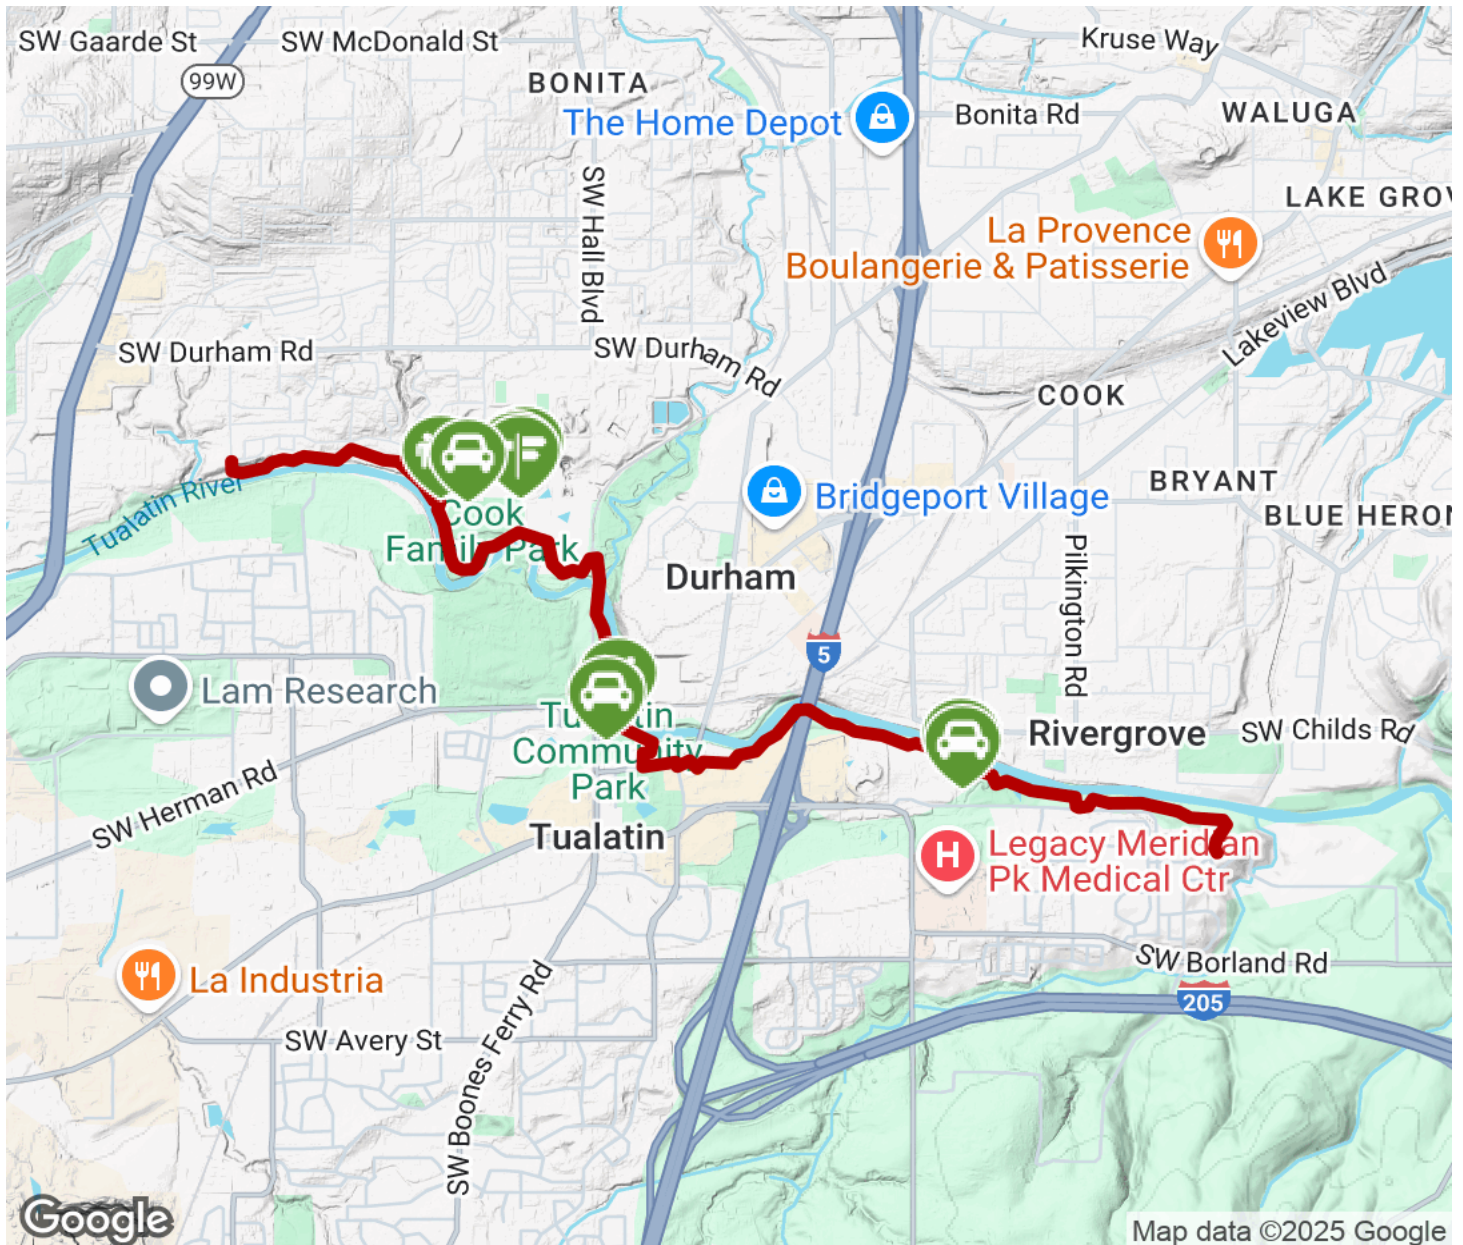 SW Gaarde St
SW McDonald St
Kruse Way
99W
BONITA
The Home Depot
Bonita Rd
WALUGA
SW Hall Blvd
LAKE GROV
La Provence
Boulangerie & Patisserie
Lakeview Blvd
SW Durham Rd
SW Durham Rd
COOK
Tualatin River
Cook
Family Park
Bridgeport Village
BRYANT
BLUE HERON
Durham
Pilkington Rd
5
Lam Research
Tualatin
Community
Park
Rivergrove
SW Childs Rd
SW Herman Rd
Tualatin
H
Legacy Meridian
Pk Medical Ctr
La Industria
SW Borland Rd
205
SW Avery St
SW Boones Ferry Rd
Google
Map data ©2025 Google